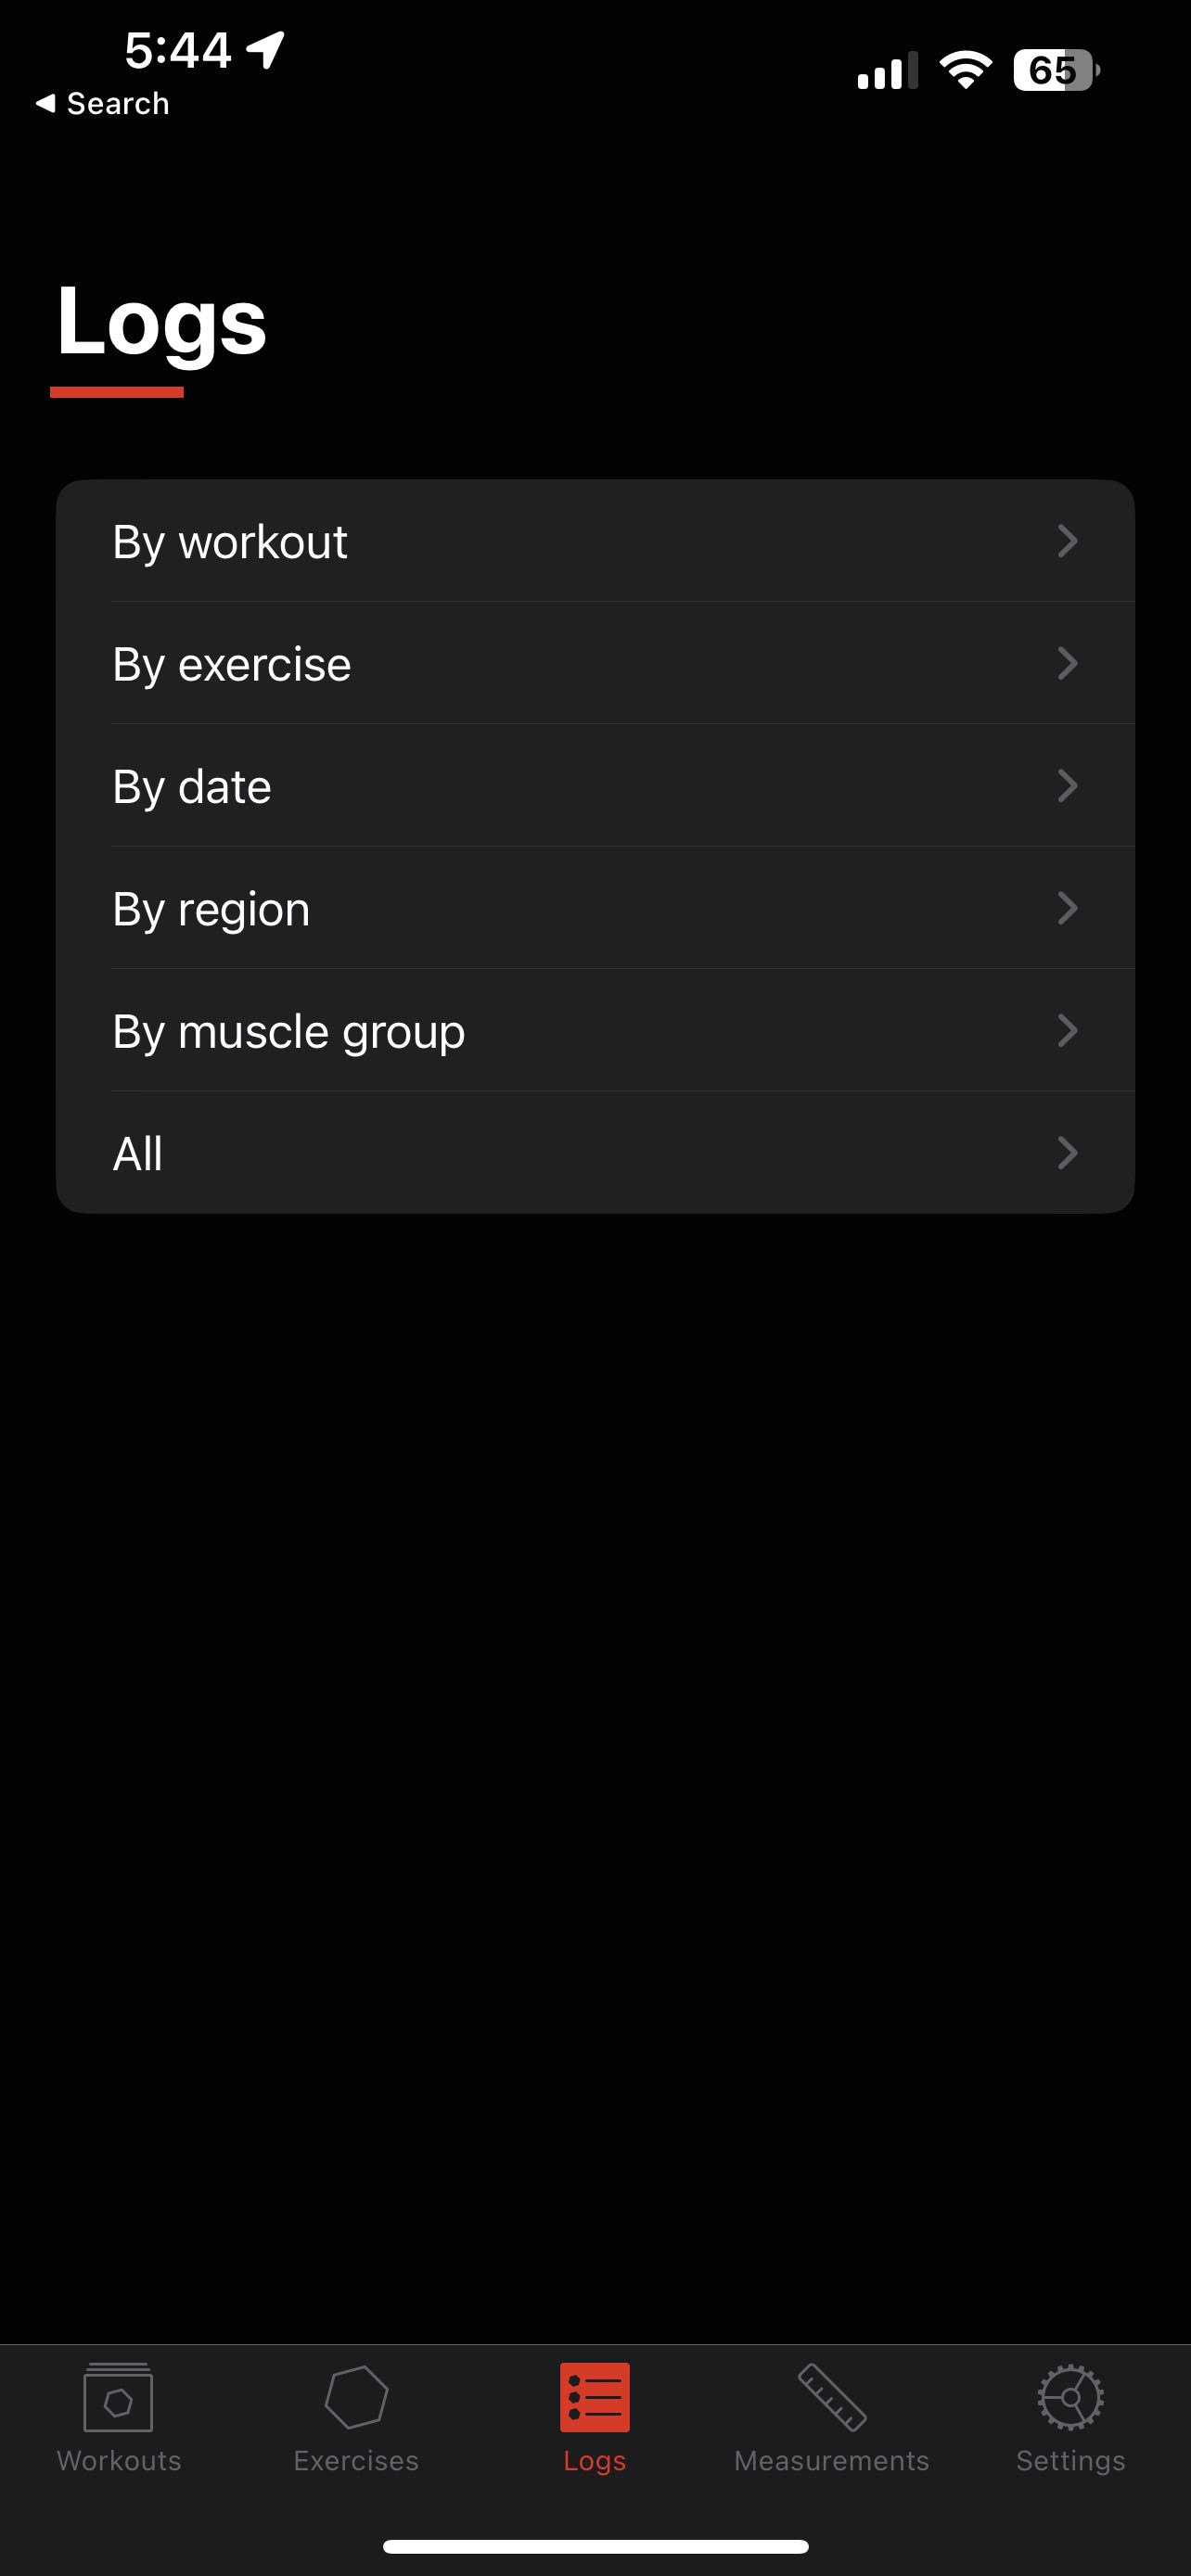 5:44
65
Search
Logs
By workout
By exercise
By date
By region
By muscle group
All
Workouts
Exercises
Logs
Measurements
Settings